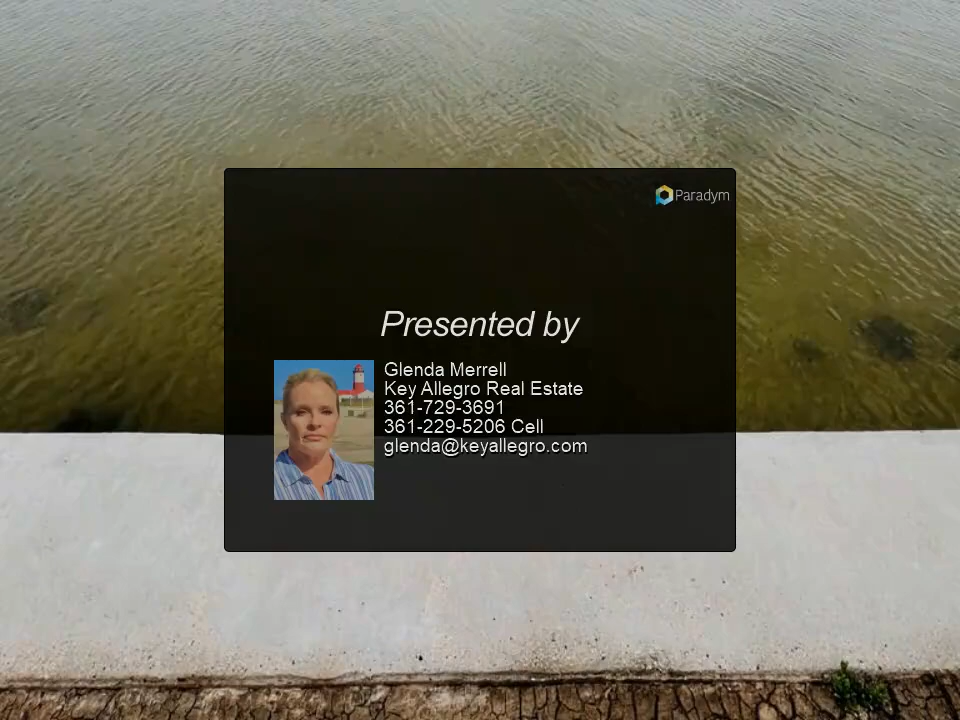 Paradym
Presented by
Glenda Merrell
Key Allegro Real Estate
361-729-3691
361-229-5206 Cell
glenda@keyallegro.com